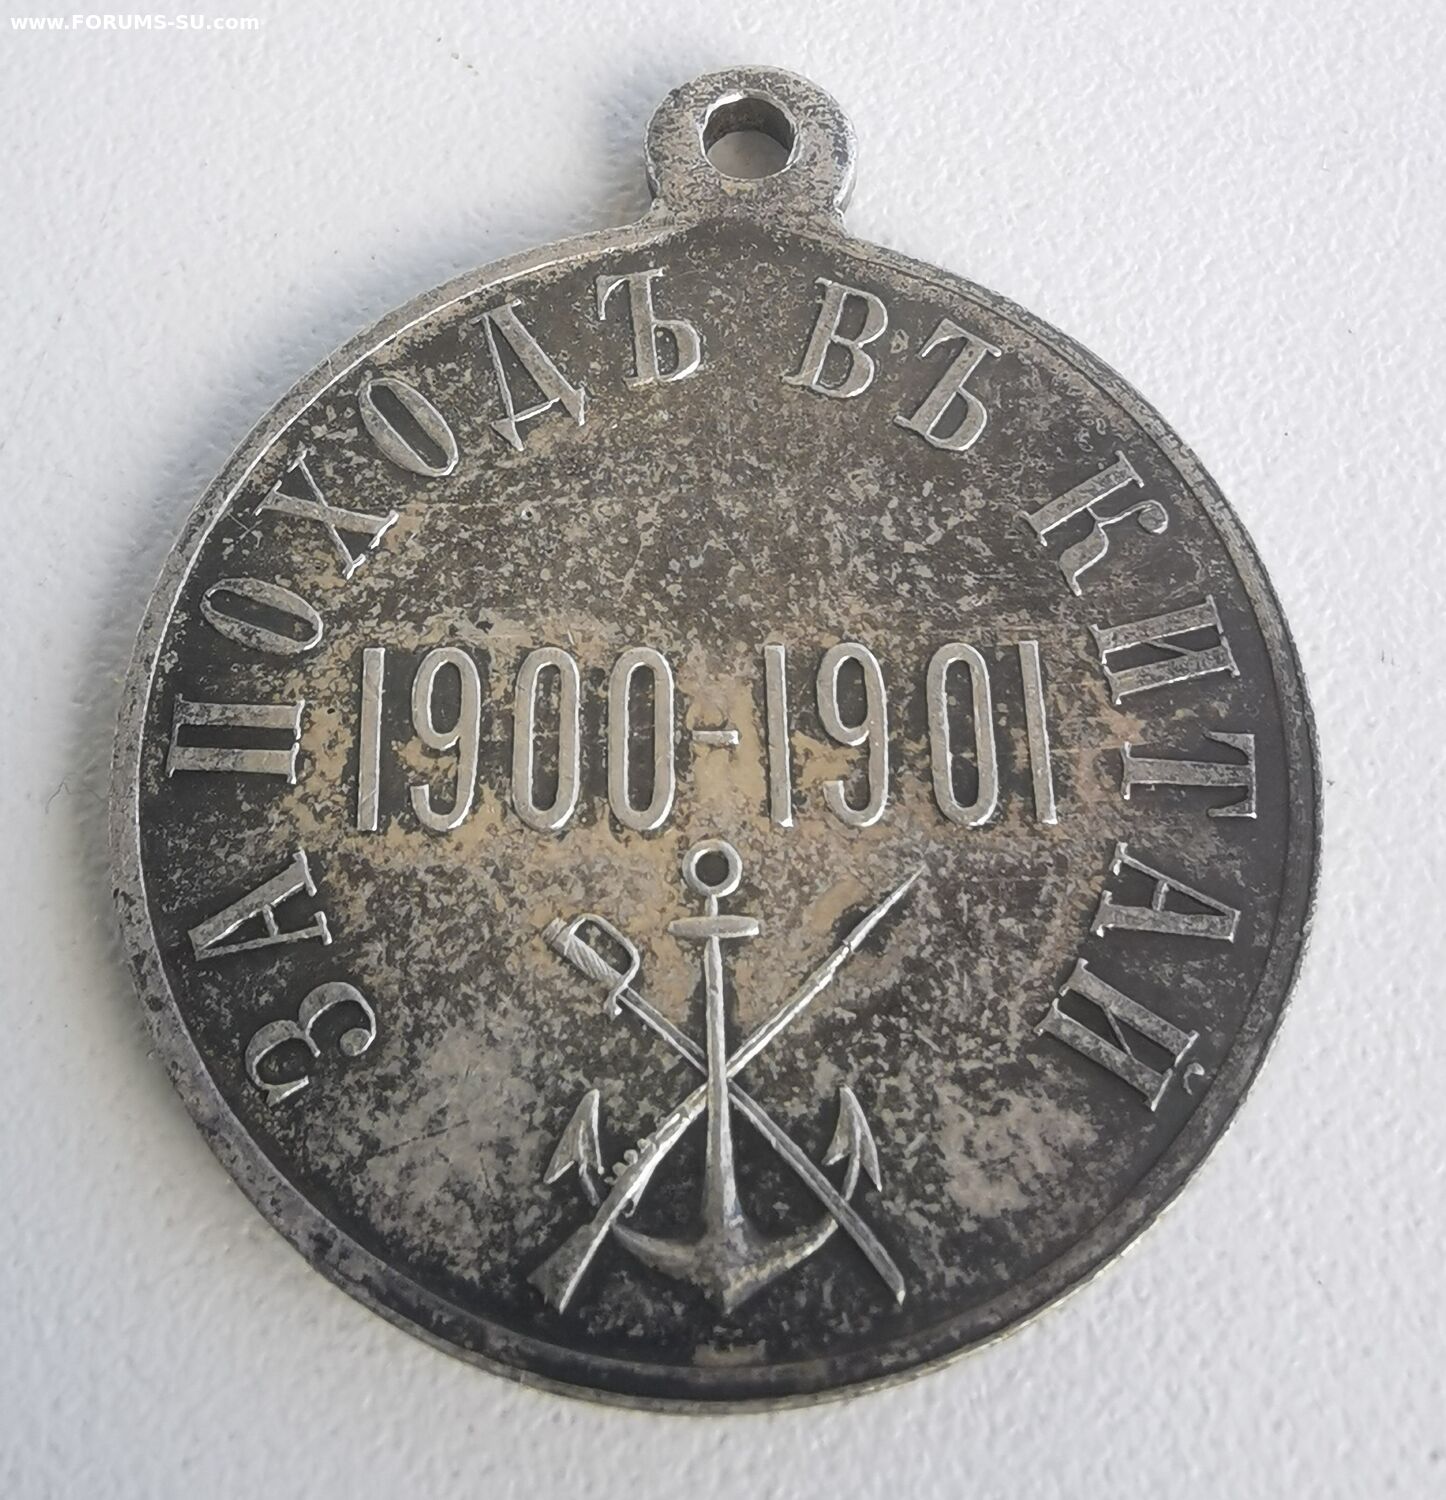 www.FORUMS-SU.com
ЗА ПОХОДЪ ВЪ КИТАЙ
1900-1901